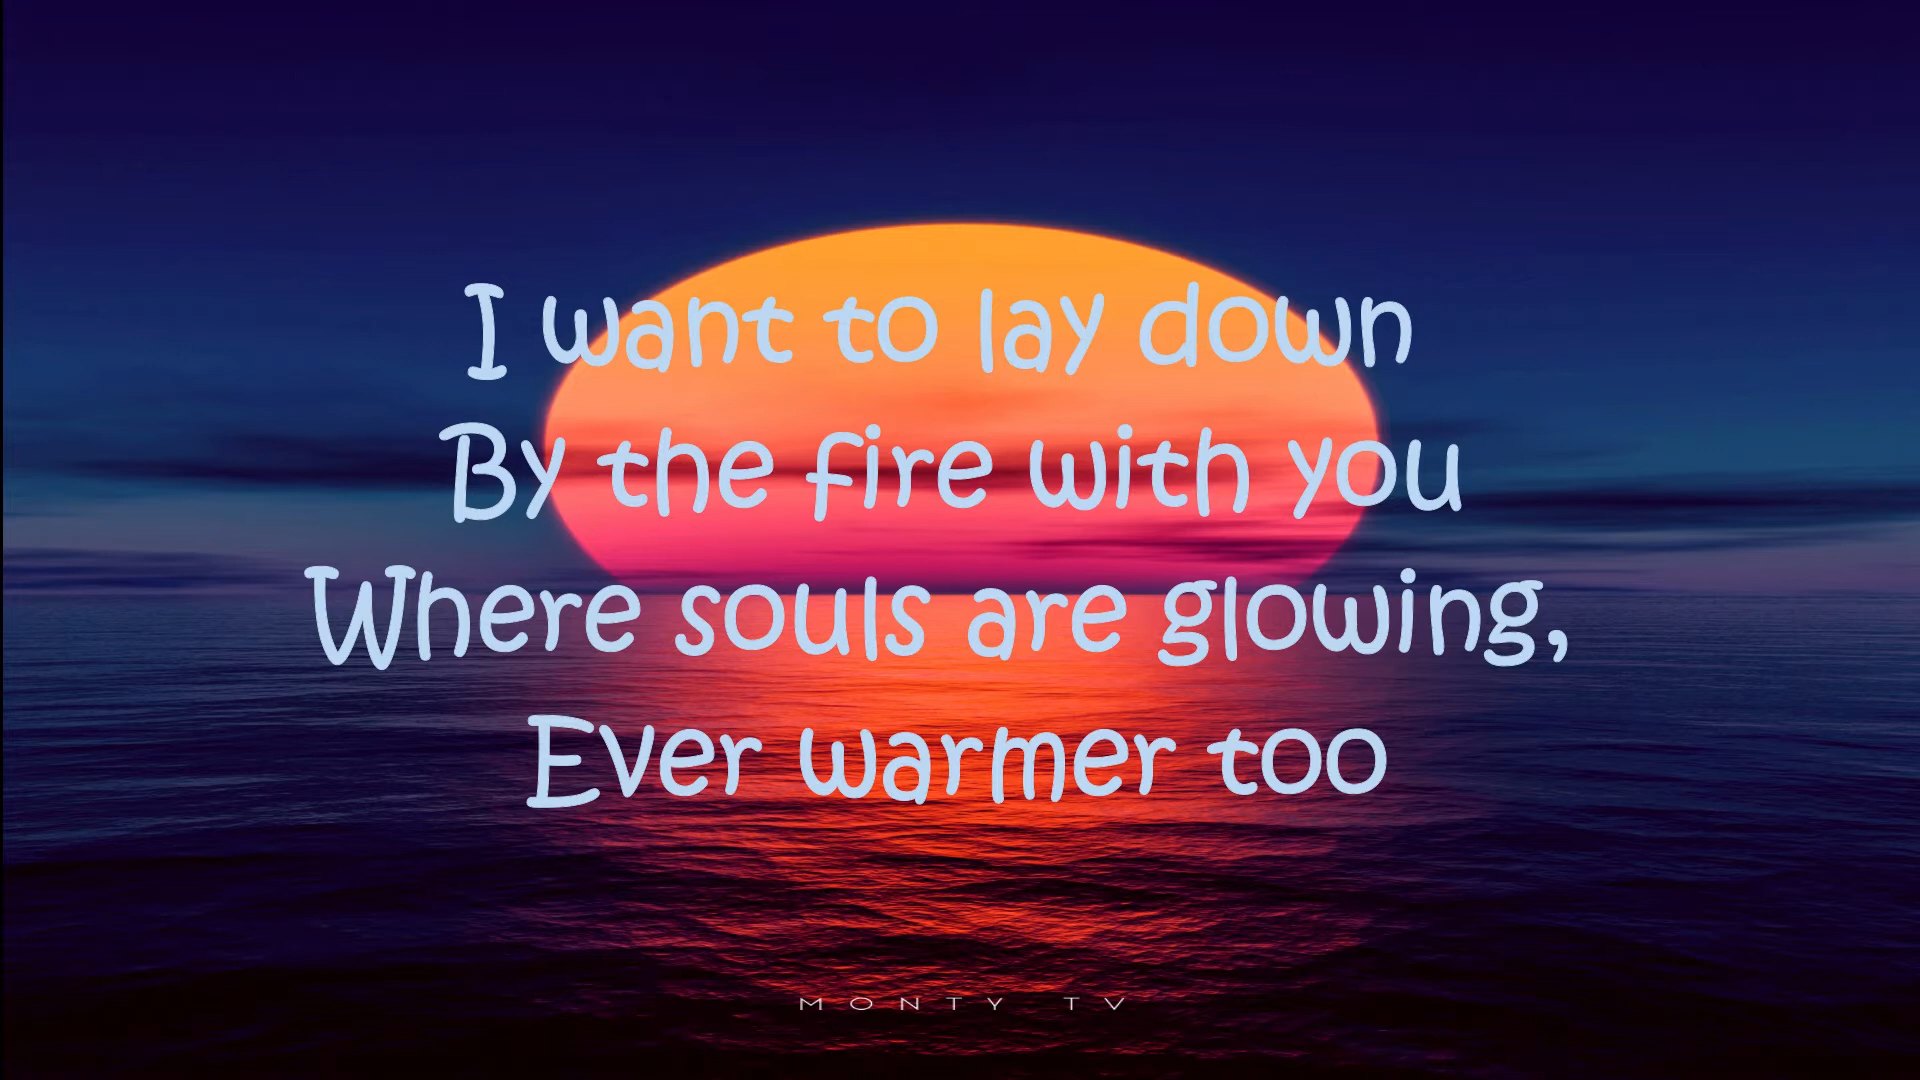 I want to lay down
By the fire with you
Where souls are glowing,
Ever warmer too
MONTY TV